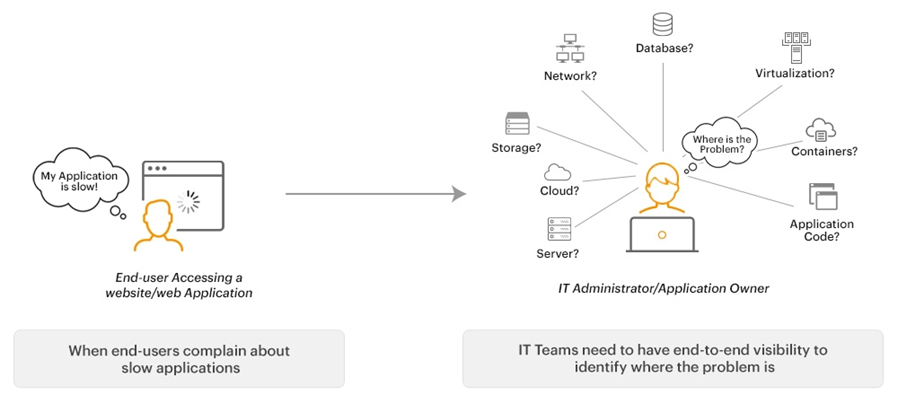 My Application
is slow!
End-user Accessing a
website/web Application
When end-users complain about
slow applications
Database?
Network?
Virtualization?
Storage?
Where is the
Problem?
Containers?
Cloud?
Application
Code?
Server?
IT Administrator/Application Owner
IT Teams need to have end-to-end visibility to
identify where the problem is